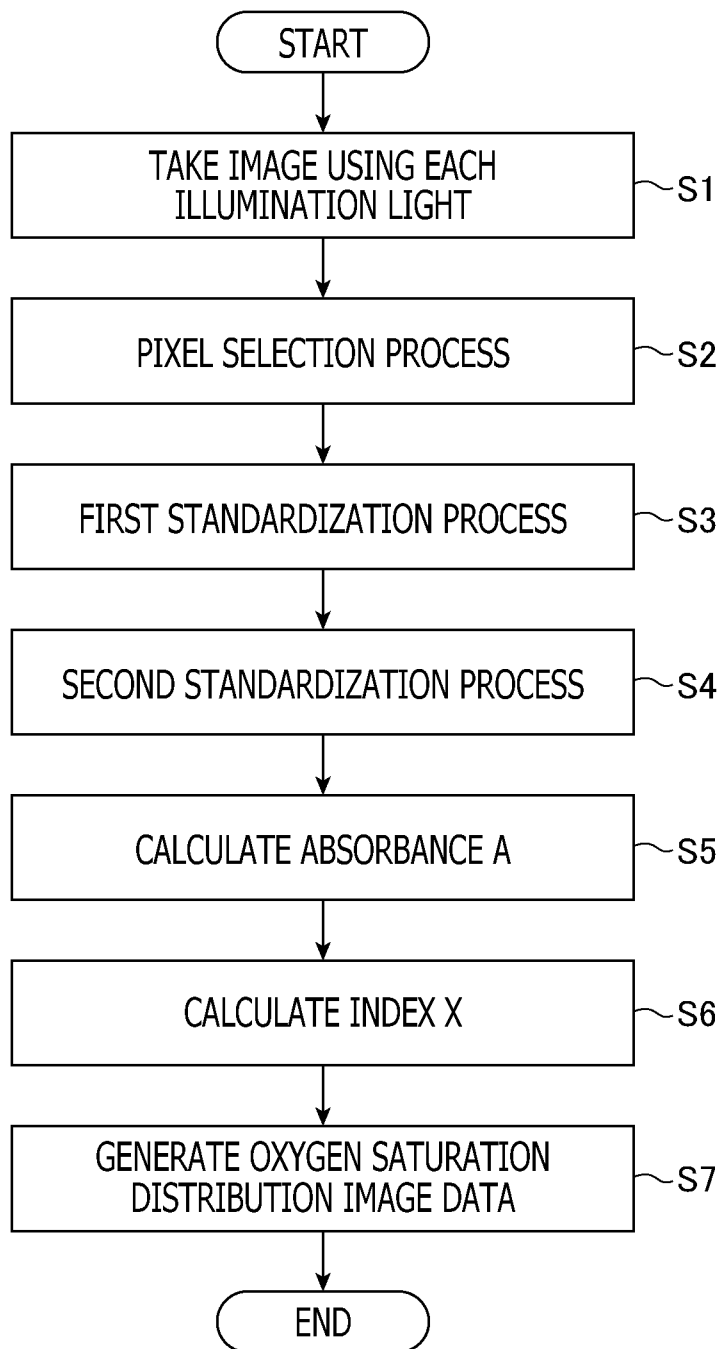 START
TAKE IMAGE USING EACH
ILLUMINATION LIGHT
S1
PIXEL SELECTION PROCESS
S2
FIRST STANDARDIZATION PROCESS
S3
SECOND STANDARDIZATION PROCESS
S4
CALCULATE ABSORBANCE A
S5
CALCULATE INDEX X
S6
GENERATE OXYGEN SATURATION
DISTRIBUTION IMAGE DATA
S7
END